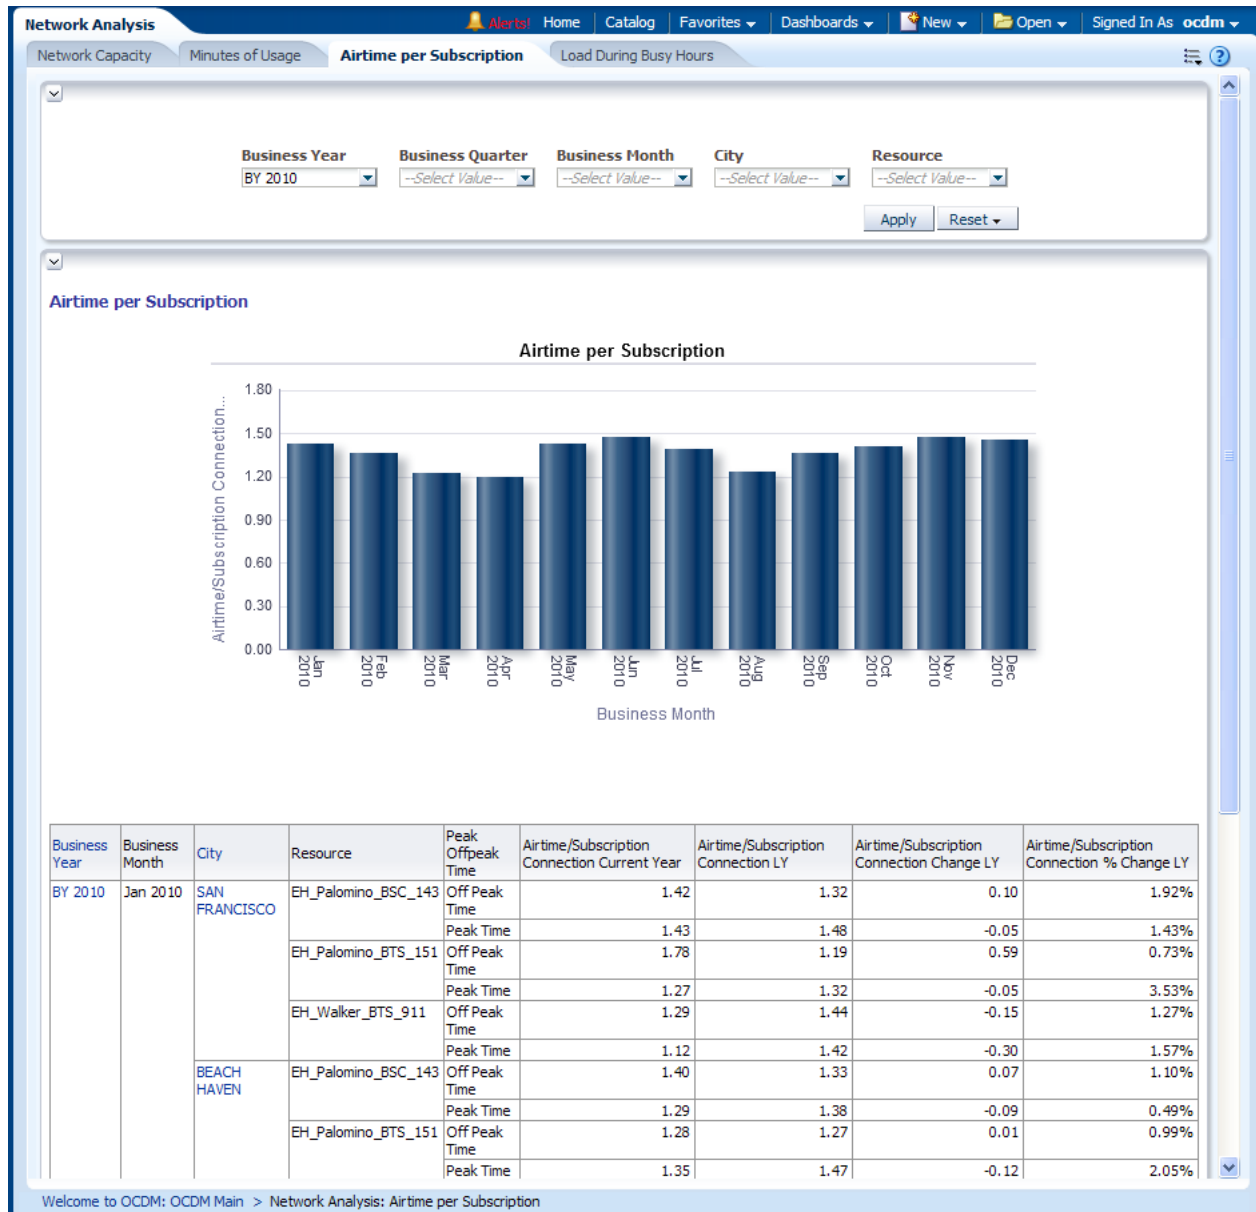 Network Analysis
Alerts! Home Catalog Favorites Dashboards New Open Signed In As ocdm
Network Capacity Minutes of Usage Airtime per Subscription Load During Busy Hours
Business Year Business Quarter Business Month City Resource
BY 2010 --Select Value-- --Select Value-- --Select Value-- --Select Value--
Apply Reset
Airtime per Subscription
Airtime per Subscription
Airtime/Subscription Connection...
1.80
1.50
1.20
0.90
0.60
0.30
0.00
Jan 2010 Feb 2010 Mar 2010 Apr 2010 May 2010 Jun 2010 Jul 2010 Aug 2010 Sep 2010 Oct 2010 Nov 2010 Dec 2010
Business Month
Business Year Business Month City Resource Peak Offpeak Time Airtime/Subscription Connection Current Year Airtime/Subscription Connection LY Airtime/Subscription Connection Change LY Airtime/Subscription Connection % Change LY
BY 2010 Jan 2010 SAN FRANCISCO EH_Palomino_BSC_143 Off Peak Time 1.42 1.32 0.10 1.92%
Peak Time 1.43 1.48 -0.05 1.43%
EH_Palomino_BTS_151 Off Peak Time 1.78 1.19 0.59 0.73%
Peak Time 1.27 1.32 -0.05 3.53%
EH_Walker_BTS_911 Off Peak Time 1.29 1.44 -0.15 1.27%
Peak Time 1.12 1.42 -0.30 1.57%
BEACH HAVEN EH_Palomino_BSC_143 Off Peak Time 1.40 1.33 0.07 1.10%
Peak Time 1.29 1.38 -0.09 0.49%
EH_Palomino_BTS_151 Off Peak Time 1.28 1.27 0.01 0.99%
Peak Time 1.35 1.47 -0.12 2.05%
Welcome to OCDM: OCDM Main > Network Analysis: Airtime per Subscription